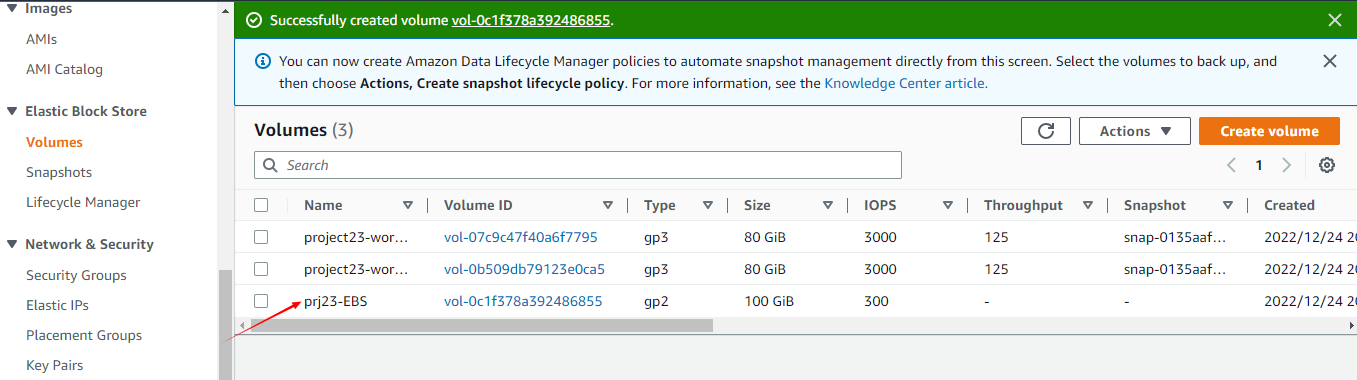 Images
AMIs
AMI Catalog
Elastic Block Store
Volumes
Snapshots
Lifecycle Manager
Network & Security
Security Groups
Elastic IPs
Placement Groups
Key Pairs
Successfully created volume vol-0c1f378a392486855.
You can now create Amazon Data Lifecycle Manager policies to automate snapshot management directly from this screen. Select the volumes to back up, and
then choose Actions, Create snapshot lifecycle policy. For more information, see the Knowledge Center article.
Volumes (3)
Actions
Create volume
Search
1
Name Volume ID Type Size IOPS Throughput Snapshot Created
project23-wor... vol-07c9c47f40a6f7795 gp3 80 GiB 3000 125 snap-0135aaf... 2022/12/24 20
project23-wor... vol-0b509db79123e0ca5 gp3 80 GiB 3000 125 snap-0135aaf... 2022/12/24 20
prj23-EBS vol-0c1f378a392486855 gp2 100 GiB 300 - - 2022/12/24 20